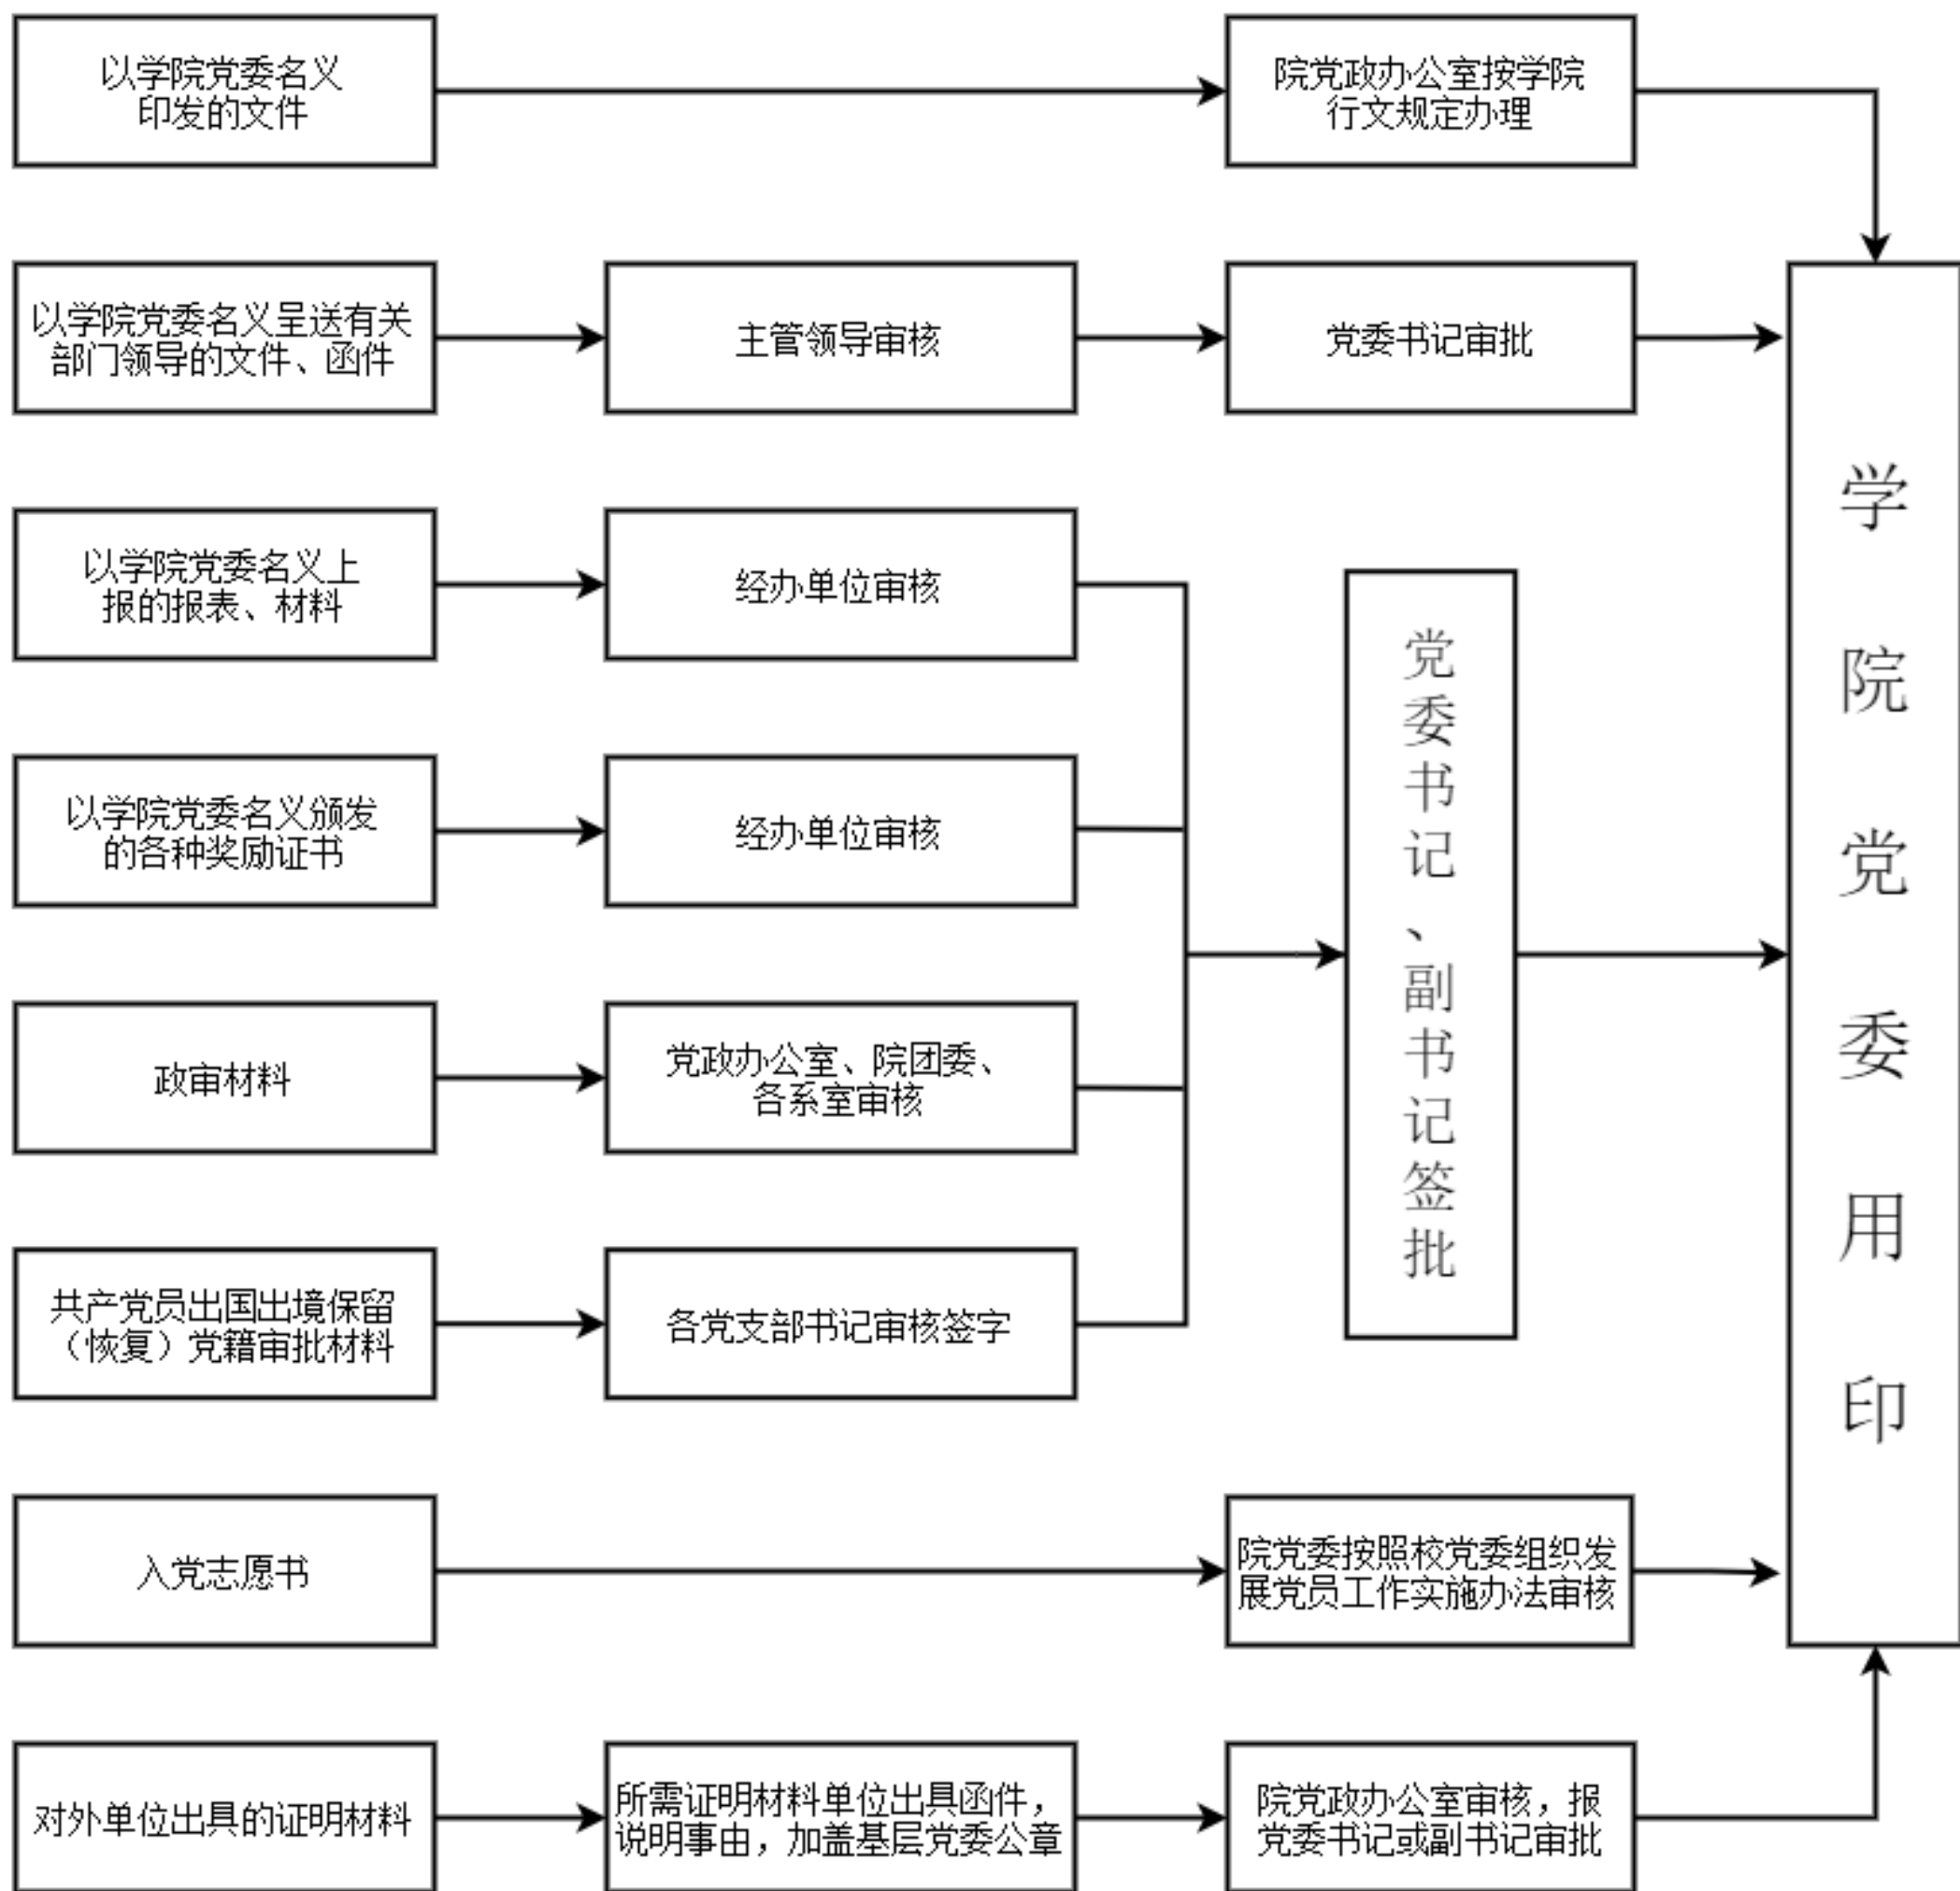 以学院党委名义
印发的文件
院党政办公室按学院
行文规定办理
以学院党委名义呈送有关
部门领导的文件、函件
主管领导审核
党委书记审批
以学院党委名义上
报的报表、材料
经办单位审核
以学院党委名义颁发
的各种奖励证书
经办单位审核
政审材料
党政办公室、院团委、
各系室审核
共产党员出国出境保留
（恢复）党籍审批材料
各党支部书记审核签字
党委书记、副书记签批
入党志愿书
院党委按照校党委组织发
展党员工作实施办法审核
对外单位出具的证明材料
所需证明材料单位出具函件，
说明事由，加盖基层党委公章
院党政办公室审核，报
党委书记或副书记审批
学院党委用印